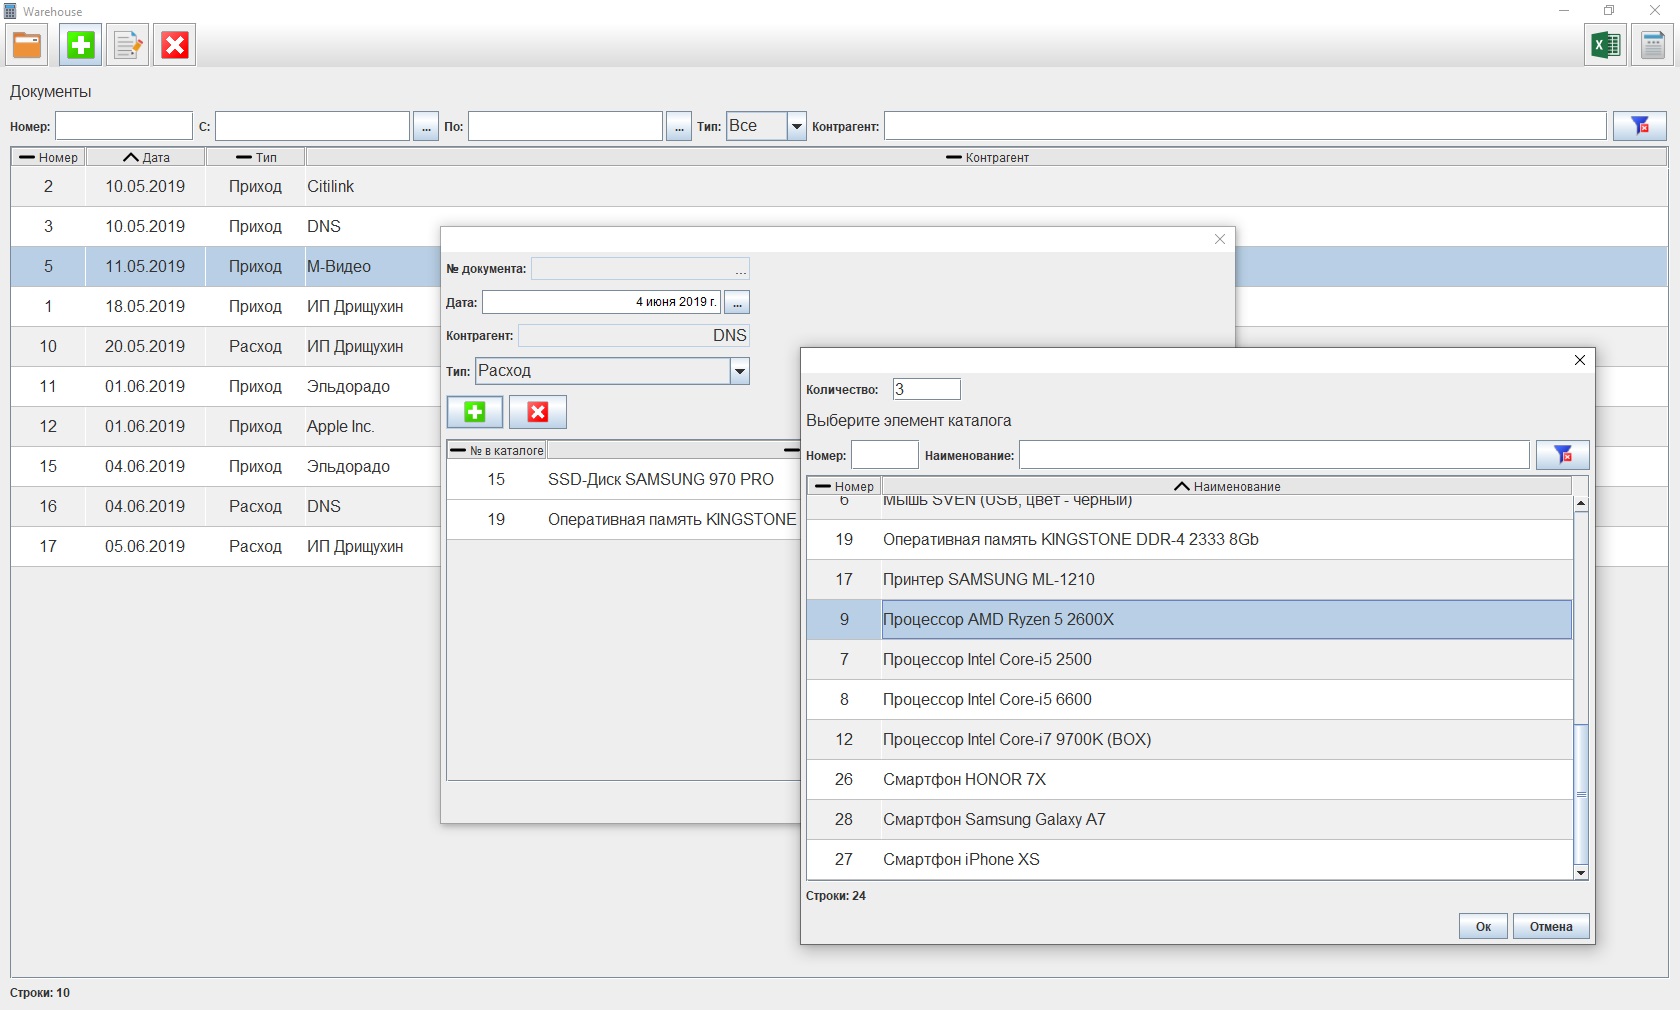 Warehouse
Документы
Номер: С: ... По: ... Тип: Все Контрагент:
Номер Дата Тип Контрагент
2 10.05.2019 Приход Citilink
3 10.05.2019 Приход DNS
5 11.05.2019 Приход М-Видео
1 18.05.2019 Приход ИП Дрищухин
10 20.05.2019 Расход ИП Дрищухин
11 01.06.2019 Приход Эльдорадо
12 01.06.2019 Приход Apple Inc.
15 04.06.2019 Приход Эльдорадо
16 04.06.2019 Расход DNS
17 05.06.2019 Расход ИП Дрищухин
Строки: 10
№ документа: ...
Дата: 4 июня 2019 г. ...
Контрагент: DNS
Тип: Расход
№ в каталоге
15 SSD-Диск SAMSUNG 970 PRO
19 Оперативная память KINGSTONE
Количество: 3
Выберите элемент каталога
Номер: Наименование:
Номер Наименование
6 Мышь SVEN (USB, цвет - черный)
19 Оперативная память KINGSTONE DDR-4 2333 8Gb
17 Принтер SAMSUNG ML-1210
9 Процессор AMD Ryzen 5 2600X
7 Процессор Intel Core-i5 2500
8 Процессор Intel Core-i5 6600
12 Процессор Intel Core-i7 9700K (BOX)
26 Смартфон HONOR 7X
28 Смартфон Samsung Galaxy A7
27 Смартфон iPhone XS
Строки: 24
Ок Отмена